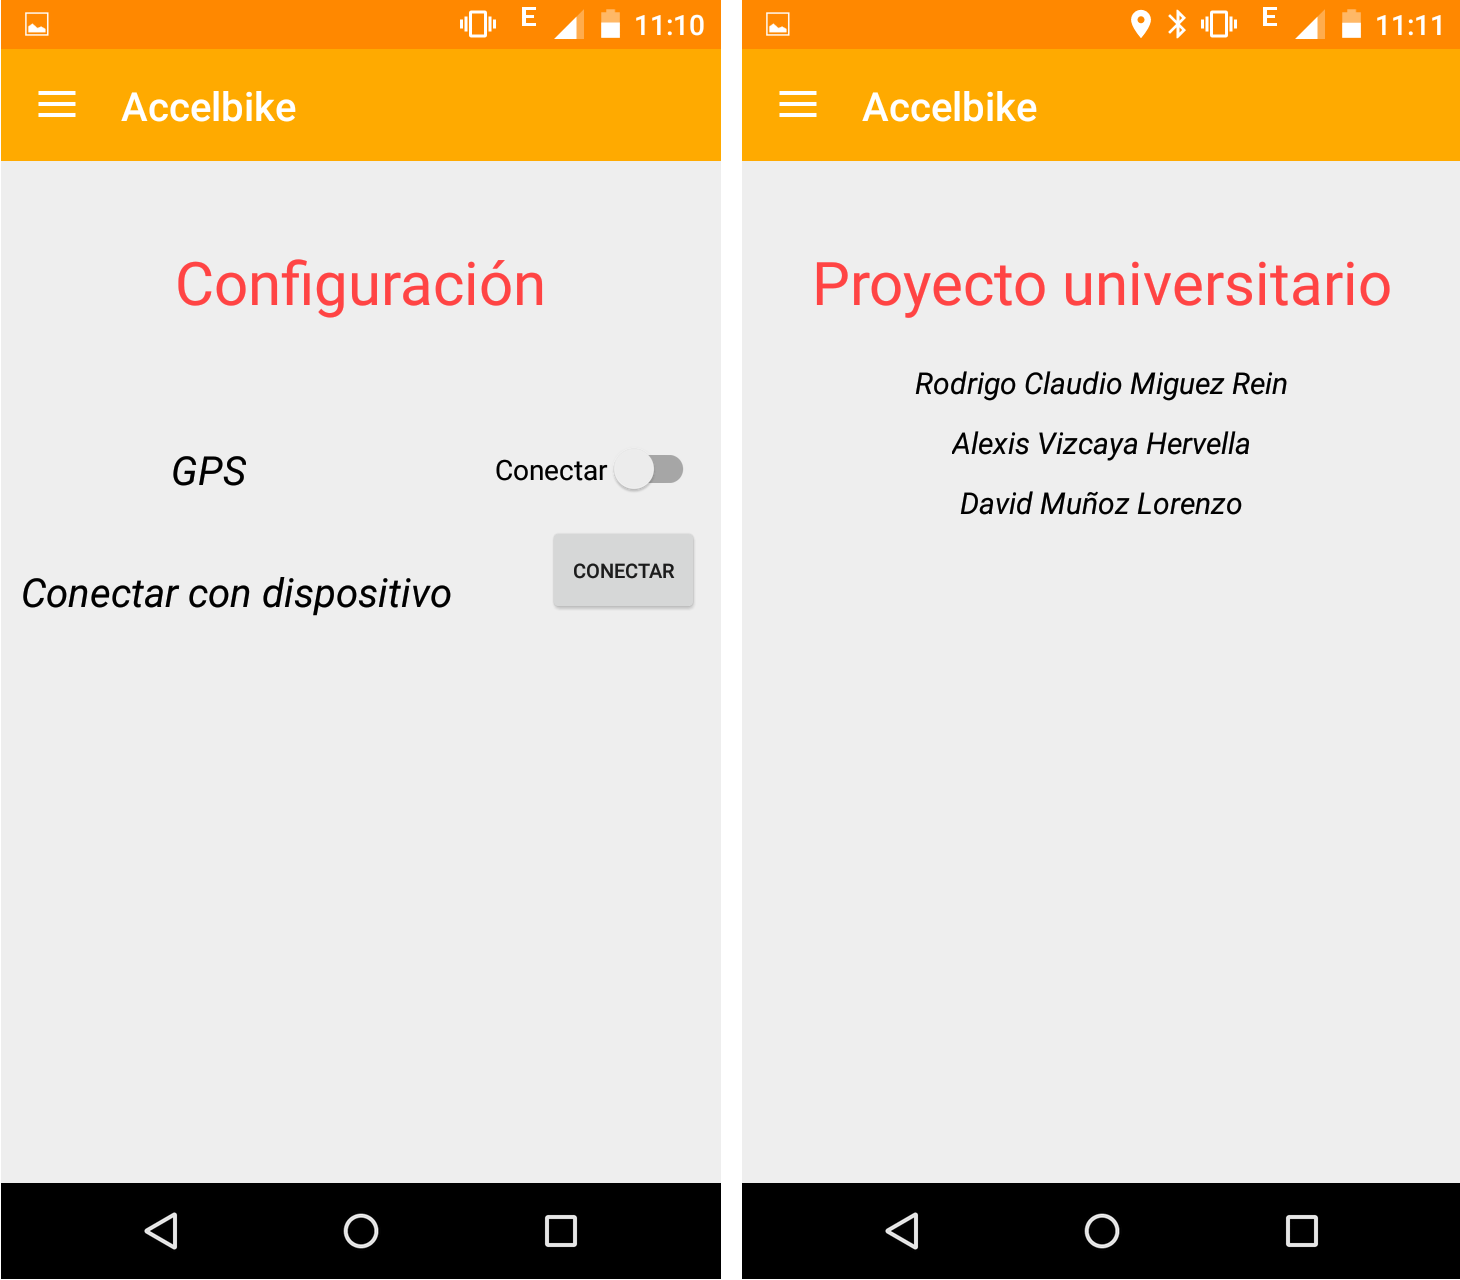 E 11:10
Accelbike
Configuración
GPS Conectar
CONECTAR
Conectar con dispositivo
E 11:11
Accelbike
Proyecto universitario
Rodrigo Claudio Miguez Rein
Alexis Vizcaya Hervella
David Muñoz Lorenzo